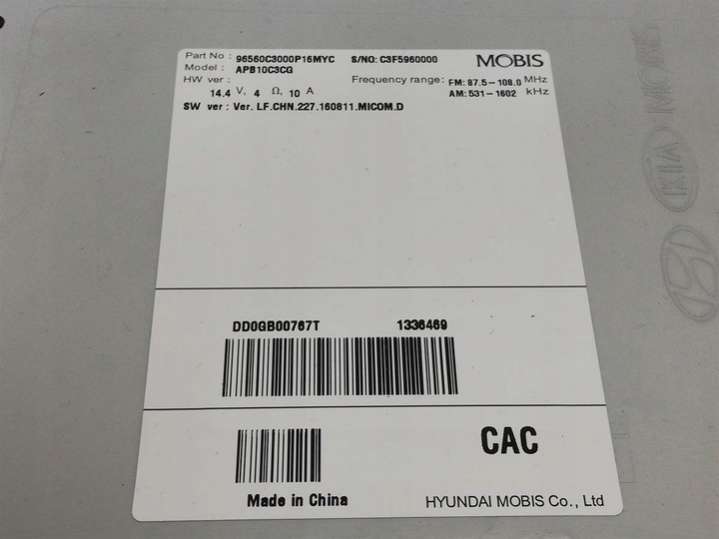 Part No : 96560C3000P16MYC S/NO: C3F5960000 MOBIS
Model : APB10C3CG
HW ver : Frequency range: FM: 87.5-108.0 MHz
14.4 V, 4 Ω, 10 A AM: 531-1602 kHz
SW ver : Ver. LF.CHN.227.160811.MICOM.D
DD0GB00767T 1336469
CAC
Made in China HYUNDAI MOBIS Co., Ltd
KIA MOBIS